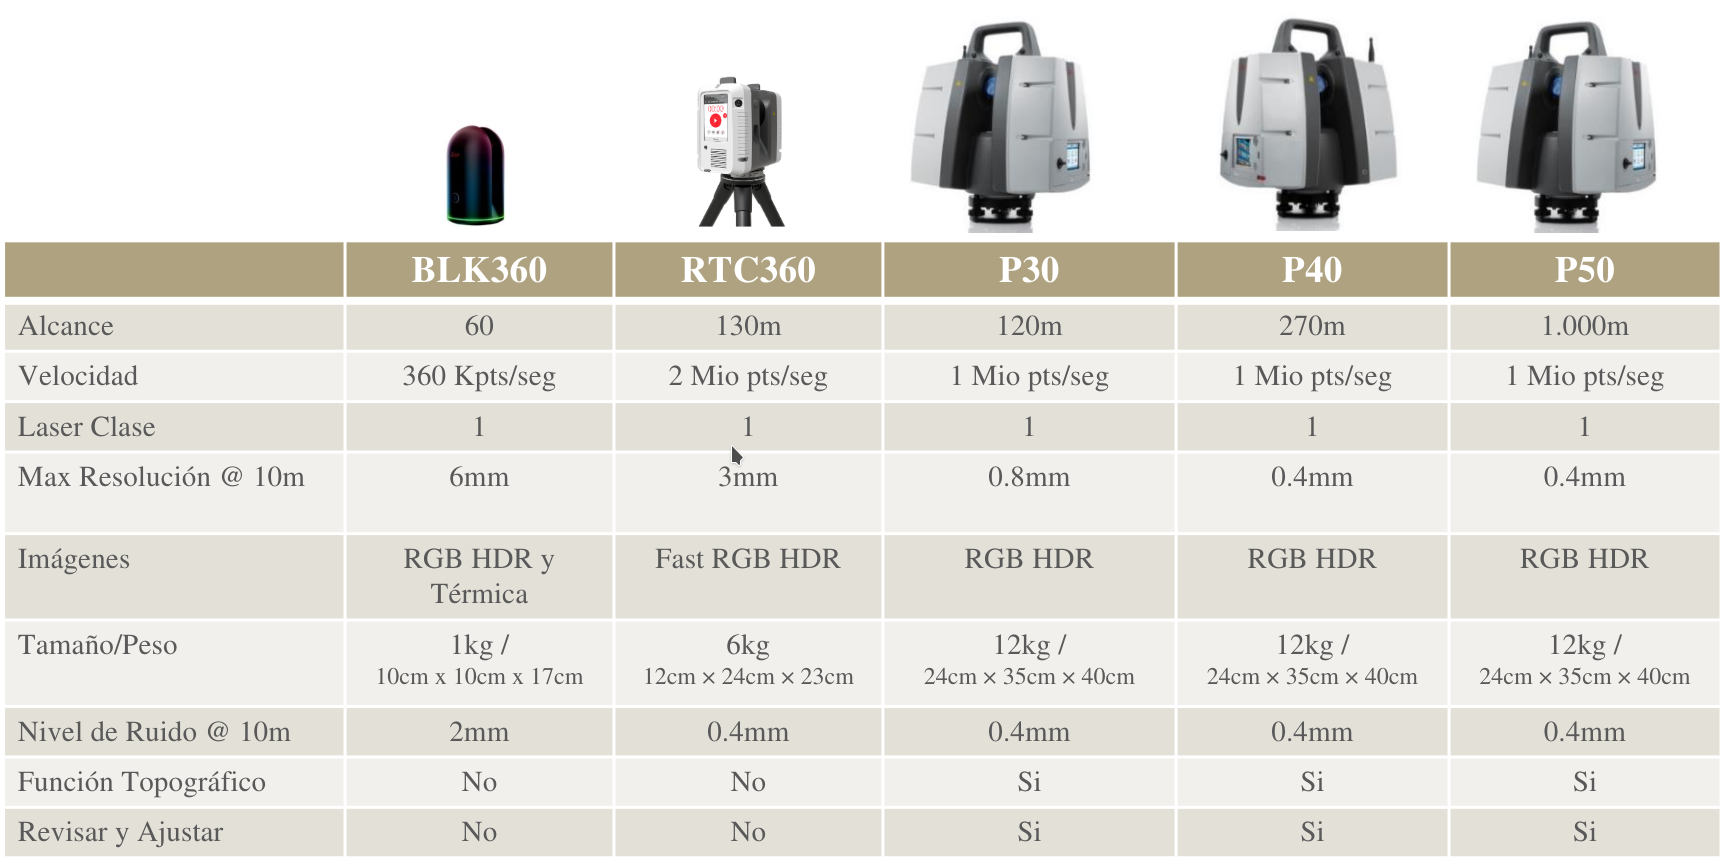 BLK360 RTC360 P30 P40 P50
Alcance 60 130m 120m 270m 1.000m
Velocidad 360 Kpts/seg 2 Mio pts/seg 1 Mio pts/seg 1 Mio pts/seg 1 Mio pts/seg
Laser Clase 1 1 1 1 1
Max Resolución @ 10m 6mm 3mm 0.8mm 0.4mm 0.4mm
Imágenes RGB HDR y Fast RGB HDR RGB HDR RGB HDR RGB HDR
Térmica
Tamaño/Peso 1kg / 6kg 12kg / 12kg / 12kg /
10cm x 10cm x 17cm 12cm × 24cm × 23cm 24cm × 35cm × 40cm 24cm × 35cm × 40cm 24cm × 35cm × 40cm
Nivel de Ruido @ 10m 2mm 0.4mm 0.4mm 0.4mm 0.4mm
Función Topográfico No No Si Si Si
Revisar y Ajustar No No Si Si Si